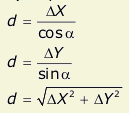 d = ΔX / cos α
d = ΔY / sin α
d = √(ΔX² + ΔY²)